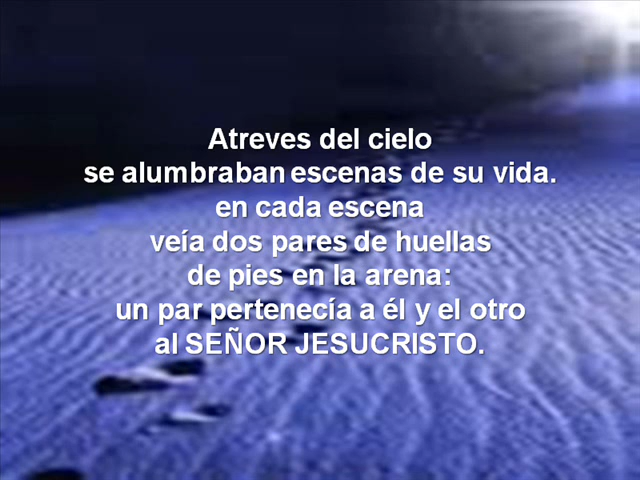 Atreves del cielo
se alumbraban escenas de su vida.
en cada escena
veía dos pares de huellas
de pies en la arena:
un par pertenecía a él y el otro
al SEÑOR JESUCRISTO.